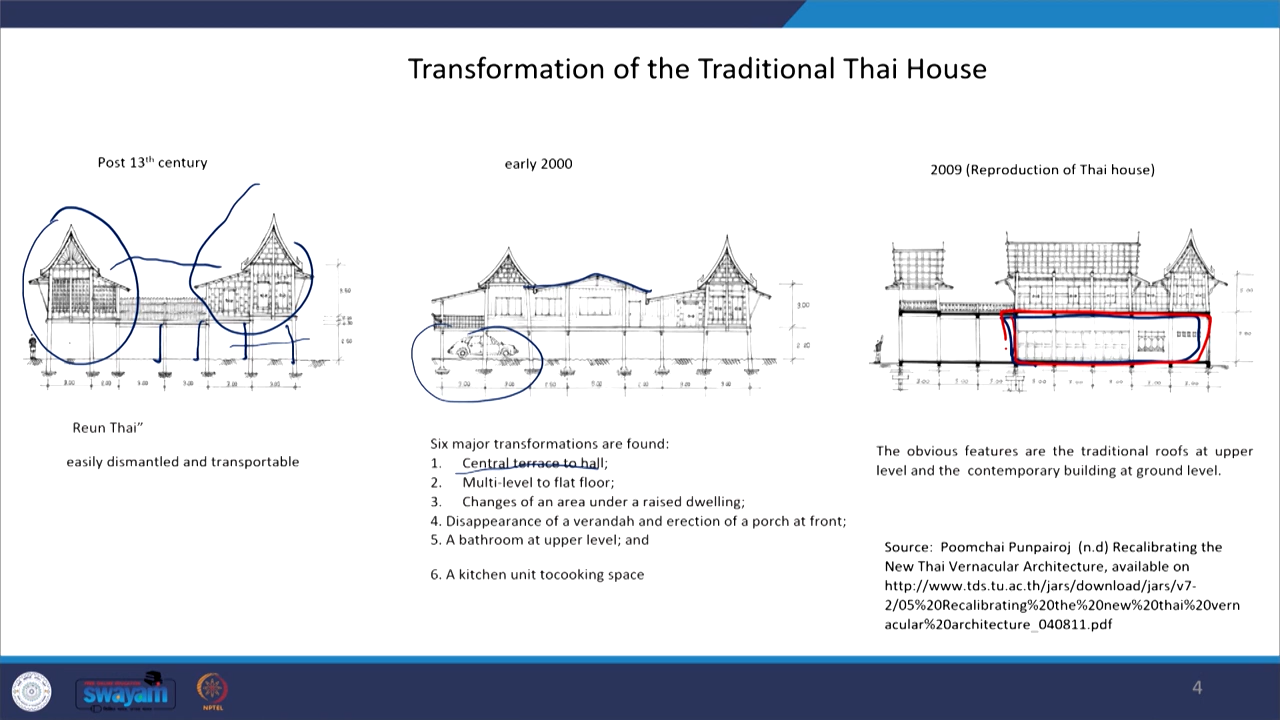 Transformation of the Traditional Thai House
Post 13th century
early 2000
2009 (Reproduction of Thai house)
Reun Thai”
easily dismantled and transportable
Six major transformations are found:
1. Central terrace to hall;
2. Multi-level to flat floor;
3. Changes of an area under a raised dwelling;
4. Disappearance of a verandah and erection of a porch at front;
5. A bathroom at upper level; and
6. A kitchen unit tocooking space
The obvious features are the traditional roofs at upper
level and the contemporary building at ground level.
Source: Poomchai Punpairoj (n.d) Recalibrating the
New Thai Vernacular Architecture, available on
http://www.tds.tu.ac.th/jars/download/jars/v7-
2/05%20Recalibrating%20the%20new%20thai%20vern
acular%20architecture_040811.pdf
swayam
NPTEL
4